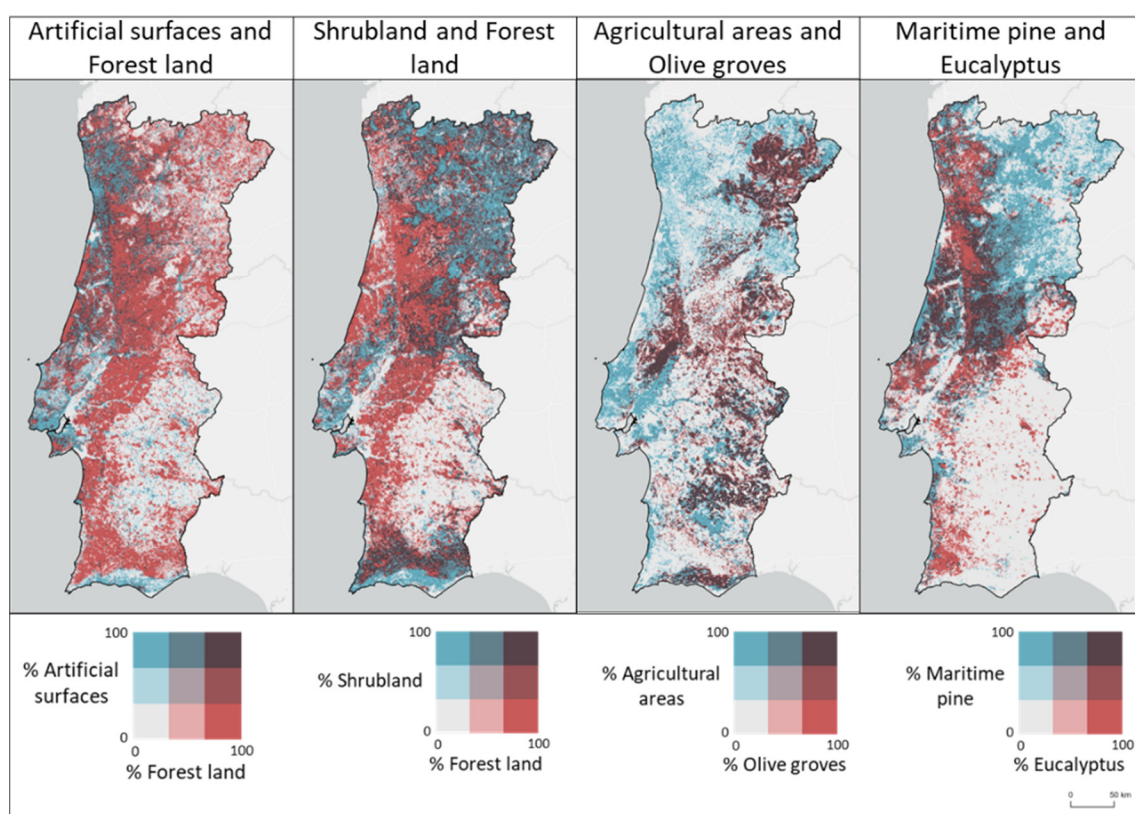 Artificial surfaces and
Forest land
Shrubland and Forest
land
Agricultural areas and
Olive groves
Maritime pine and
Eucalyptus
100
% Artificial
surfaces
0
0
100
% Forest land
100
% Shrubland
0
0
100
% Forest land
100
% Agricultural
areas
0
0
100
% Olive groves
100
% Maritime
pine
0
0
100
% Eucalyptus
0 50 km